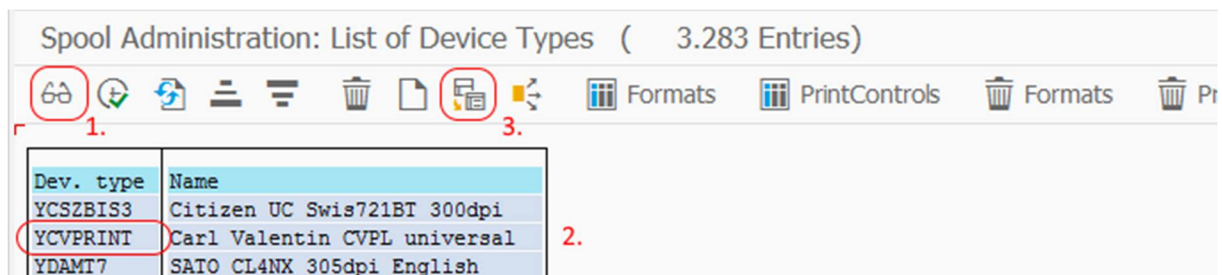 Spool Administration: List of Device Types ( 3.283 Entries)
Formats PrintControls Formats Pr
1. 3.
Dev. type Name
YCSZBIS3 Citizen UC Swis721BT 300dpi
YCVPRINT Carl Valentin CVPL universal 2.
YDAMT7 SATO CL4NX 305dpi English